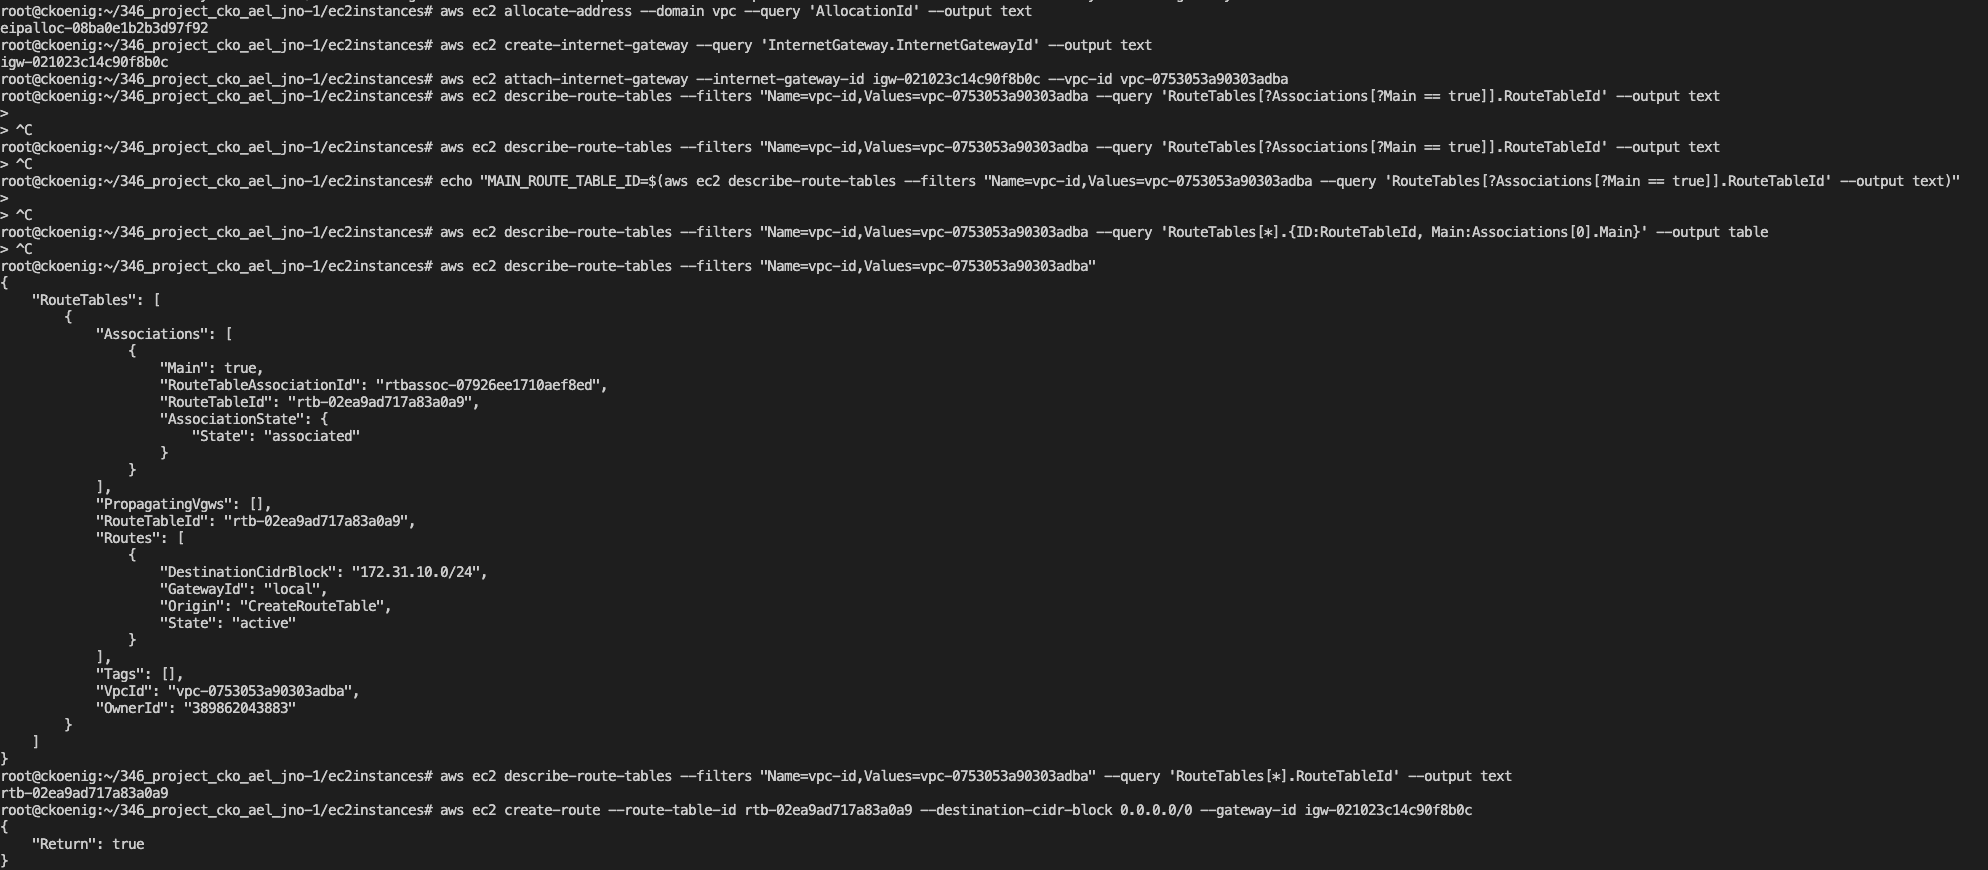 root@ckoenig:~/346_project_cko_ael_jno-1/ec2instances# aws ec2 allocate-address --domain vpc --query 'AllocationId' --output text
eipalloc-08ba0e1b2b3d97f92
root@ckoenig:~/346_project_cko_ael_jno-1/ec2instances# aws ec2 create-internet-gateway --query 'InternetGateway.InternetGatewayId' --output text
igw-021023c14c90f8b0c
root@ckoenig:~/346_project_cko_ael_jno-1/ec2instances# aws ec2 attach-internet-gateway --internet-gateway-id igw-021023c14c90f8b0c --vpc-id vpc-0753053a90303adba
root@ckoenig:~/346_project_cko_ael_jno-1/ec2instances# aws ec2 describe-route-tables --filters "Name=vpc-id,Values=vpc-0753053a90303adba --query 'RouteTables[?Associations[?Main == true]].RouteTableId' --output text
>
> ^C
root@ckoenig:~/346_project_cko_ael_jno-1/ec2instances# aws ec2 describe-route-tables --filters "Name=vpc-id,Values=vpc-0753053a90303adba --query 'RouteTables[?Associations[?Main == true]].RouteTableId' --output text
> ^C
root@ckoenig:~/346_project_cko_ael_jno-1/ec2instances# echo "MAIN_ROUTE_TABLE_ID=$(aws ec2 describe-route-tables --filters "Name=vpc-id,Values=vpc-0753053a90303adba --query 'RouteTables[?Associations[?Main == true]].RouteTableId' --output text)"
>
> ^C
root@ckoenig:~/346_project_cko_ael_jno-1/ec2instances# aws ec2 describe-route-tables --filters "Name=vpc-id,Values=vpc-0753053a90303adba --query 'RouteTables[*].{ID:RouteTableId, Main:Associations[0].Main}' --output table
> ^C
root@ckoenig:~/346_project_cko_ael_jno-1/ec2instances# aws ec2 describe-route-tables --filters "Name=vpc-id,Values=vpc-0753053a90303adba"
{
    "RouteTables": [
        {
            "Associations": [
                {
                    "Main": true,
                    "RouteTableAssociationId": "rtbassoc-07926ee1710aef8ed",
                    "RouteTableId": "rtb-02ea9ad717a83a0a9",
                    "AssociationState": {
                        "State": "associated"
                    }
                }
            ],
            "PropagatingVgws": [],
            "RouteTableId": "rtb-02ea9ad717a83a0a9",
            "Routes": [
                {
                    "DestinationCidrBlock": "172.31.10.0/24",
                    "GatewayId": "local",
                    "Origin": "CreateRouteTable",
                    "State": "active"
                }
            ],
            "Tags": [],
            "VpcId": "vpc-0753053a90303adba",
            "OwnerId": "389862043883"
        }
    ]
}
root@ckoenig:~/346_project_cko_ael_jno-1/ec2instances# aws ec2 describe-route-tables --filters "Name=vpc-id,Values=vpc-0753053a90303adba" --query 'RouteTables[*].RouteTableId' --output text
rtb-02ea9ad717a83a0a9
root@ckoenig:~/346_project_cko_ael_jno-1/ec2instances# aws ec2 create-route --route-table-id rtb-02ea9ad717a83a0a9 --destination-cidr-block 0.0.0.0/0 --gateway-id igw-021023c14c90f8b0c
{
    "Return": true
}